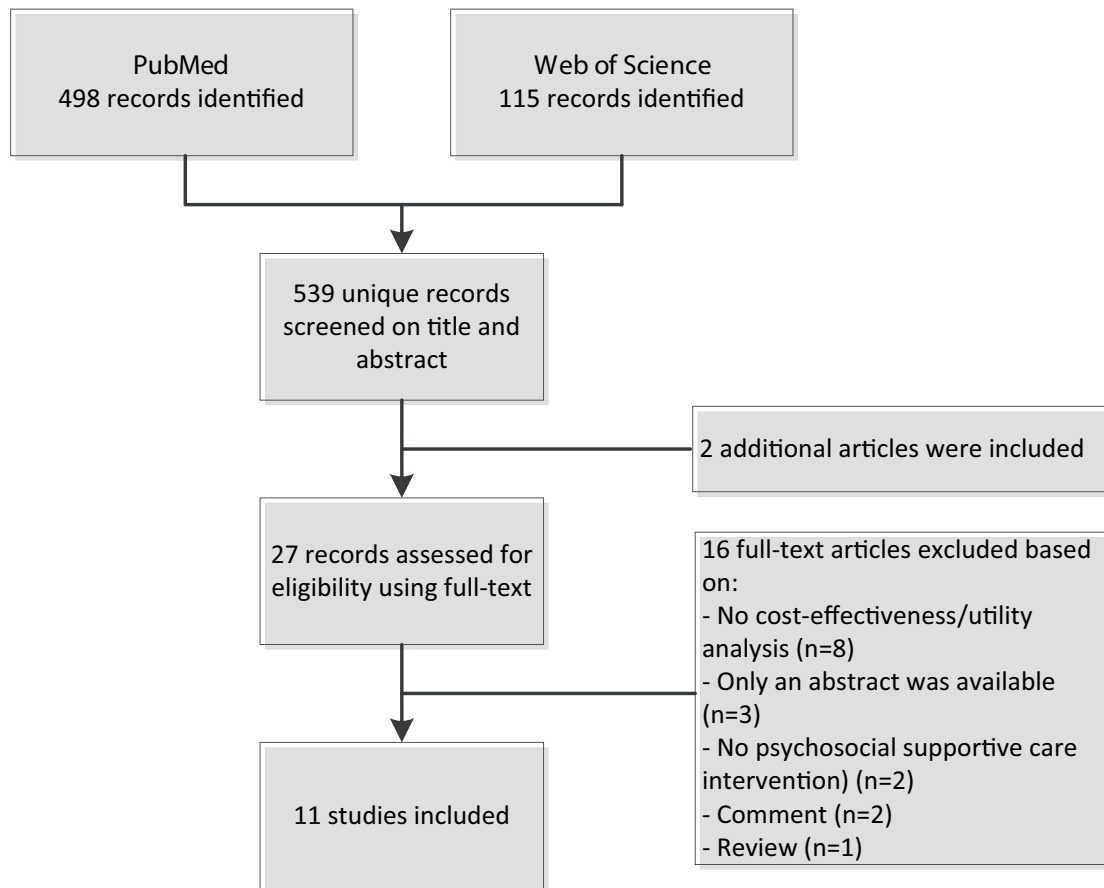 PubMed
498 records identified
Web of Science
115 records identified
539 unique records
screened on title and
abstract
2 additional articles were included
27 records assessed for
eligibility using full-text
16 full-text articles excluded based
on:
- No cost-effectiveness/utility
analysis (n=8)
- Only an abstract was available
(n=3)
- No psychosocial supportive care
intervention) (n=2)
- Comment (n=2)
- Review (n=1)
11 studies included